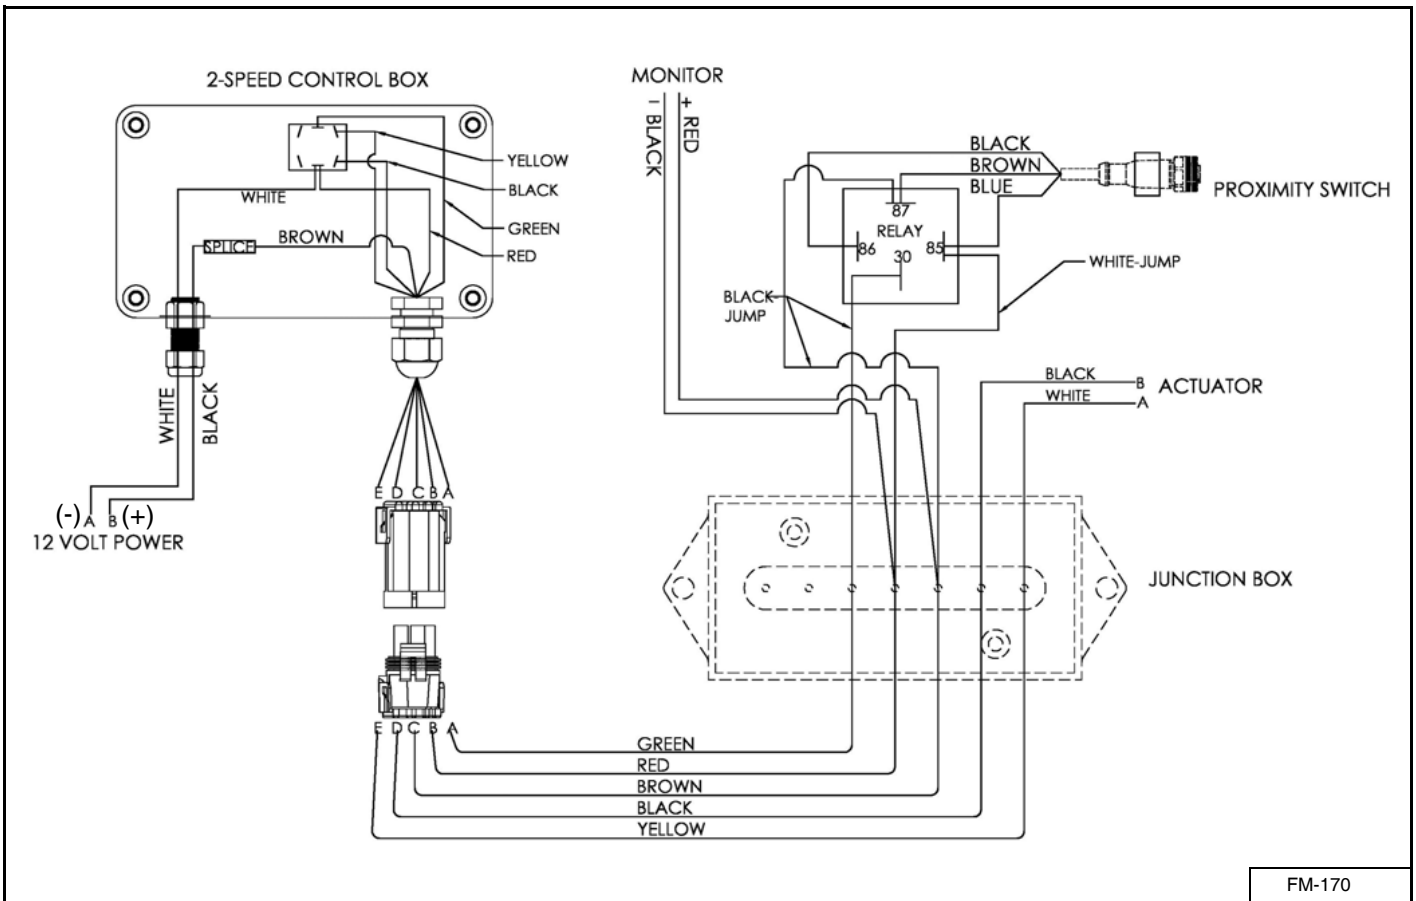 2-SPEED CONTROL BOX
YELLOW
BLACK
WHITE
GREEN
BROWN
SPLICE
RED
WHITE
BLACK
(-) A B (+)
12 VOLT POWER
E D C B A
E D C B A
GREEN
RED
BROWN
BLACK
YELLOW
MONITOR
- BLACK
+ RED
BLACK
BROWN
BLUE
PROXIMITY SWITCH
87
RELAY
86
85
30
WHITE-JUMP
BLACK-
JUMP
BLACK
B
ACTUATOR
WHITE
A
JUNCTION BOX
FM-170